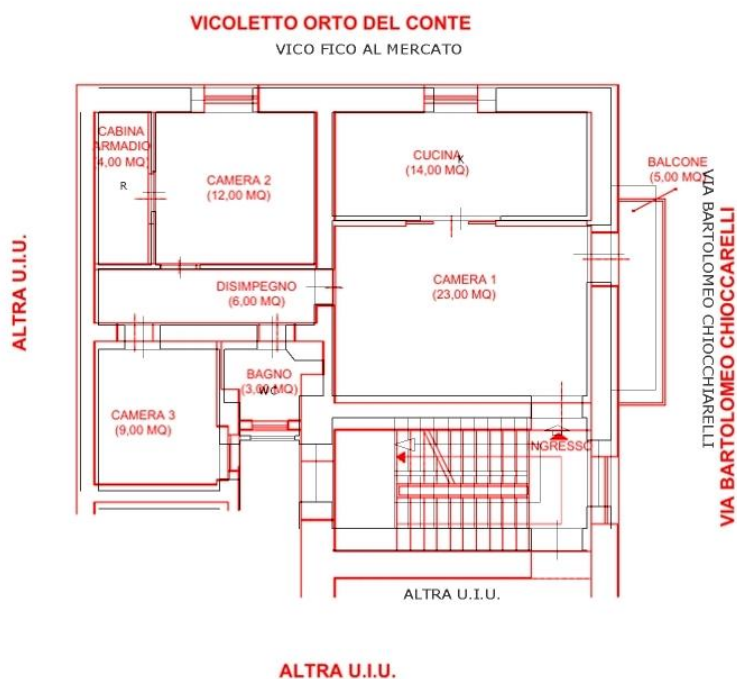 VICOLETTO ORTO DEL CONTE
VICO FICO AL MERCATO
CABINA
ARMADIO
(4,00 MQ)
R
CAMERA 2
(12,00 MQ)
CUCINA
K
(14,00 MQ)
BALCONE
(5,00 MQ)
VIA BARTOLOMEO CHIOCCHIARELLI
VIA BARTOLOMEO CHIOCCARELLI
ALTRA U.I.U.
DISIMPEGNO
(6,00 MQ)
CAMERA 1
(23,00 MQ)
BAGNO
(3,00 MQ)
WC
CAMERA 3
(9,00 MQ)
INGRESSO
ALTRA U.I.U.
ALTRA U.I.U.